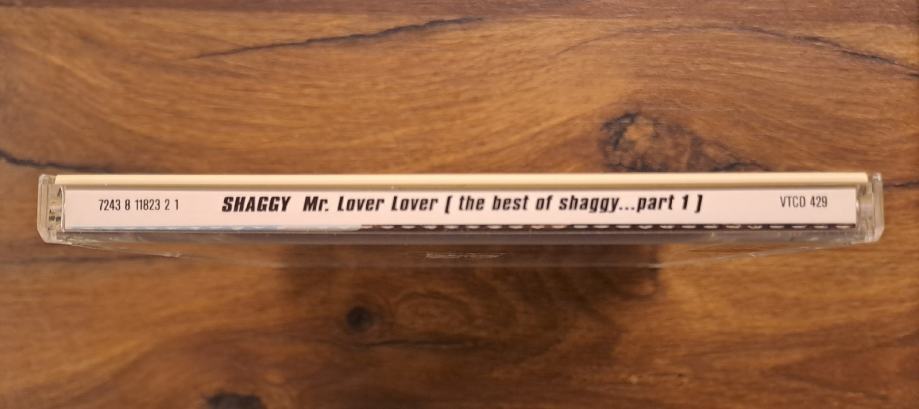 7243 8 11823 2 1 SHAGGY Mr. Lover Lover ( the best of shaggy...part 1 ) VTCD 429